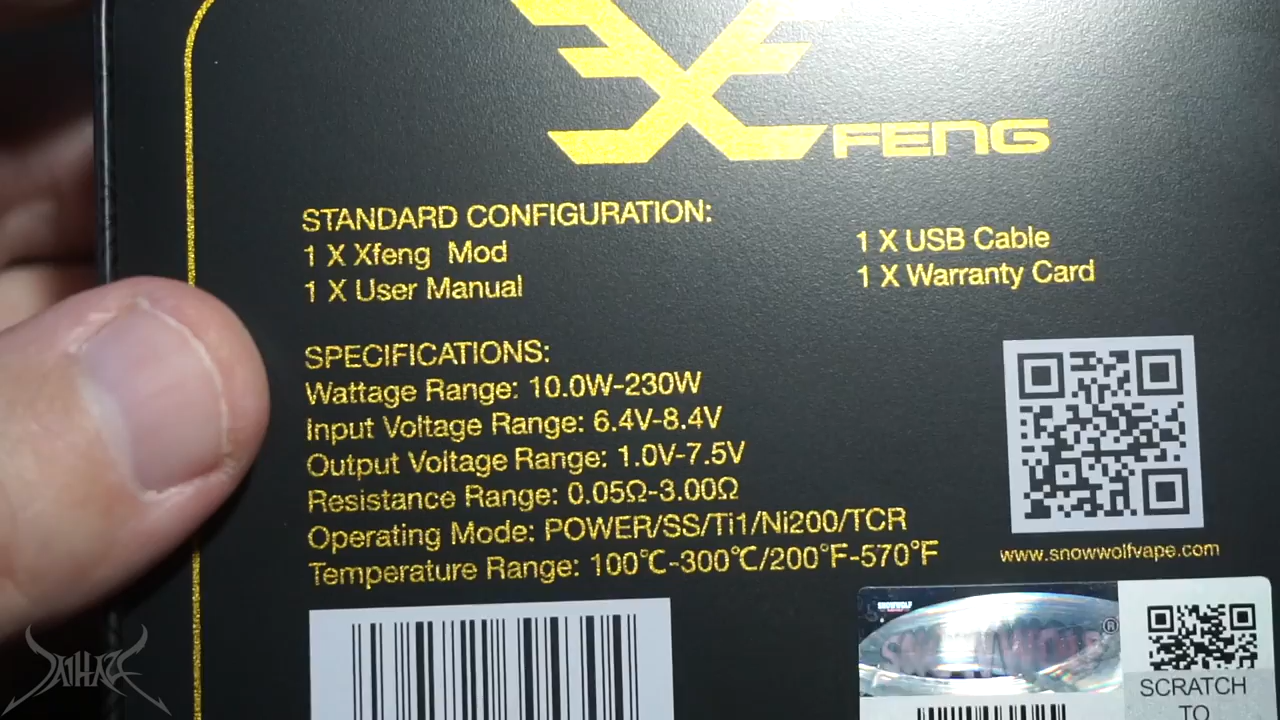 XFENG
STANDARD CONFIGURATION:
1 X Xfeng Mod
1 X User Manual
1 X USB Cable
1 X Warranty Card
SPECIFICATIONS:
Wattage Range: 10.0W-230W
Input Voltage Range: 6.4V-8.4V
Output Voltage Range: 1.0V-7.5V
Resistance Range: 0.05Ω-3.00Ω
Operating Mode: POWER/SS/Ti1/Ni200/TCR
Temperature Range: 100℃-300℃/200°F-570°F
www.snowwolfvape.com
SNOWWOLF
®
SCRATCH
TO